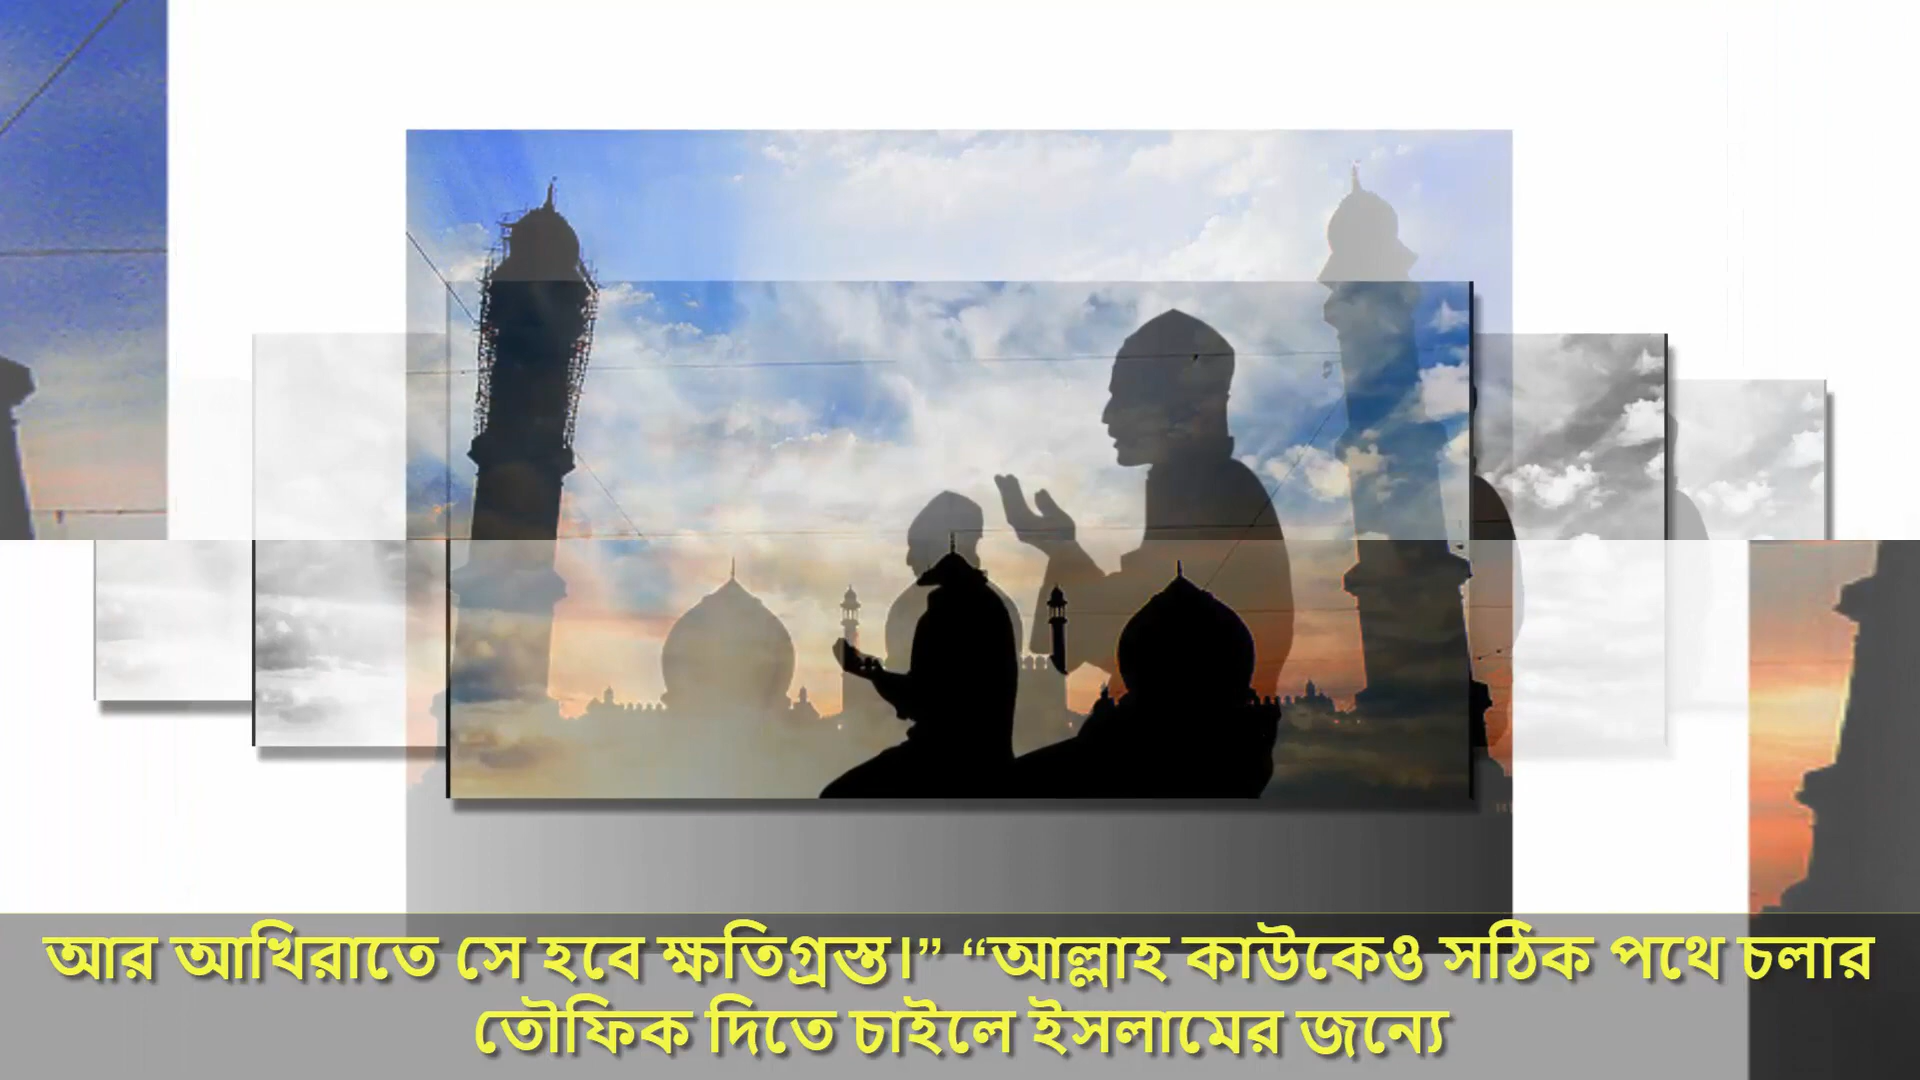 আর আখিরাতে সে হবে ক্ষতিগ্রস্ত।” “আল্লাহ কাউকেও সঠিক পথে চলার
তৌফিক দিতে চাইলে ইসলামের জন্যে